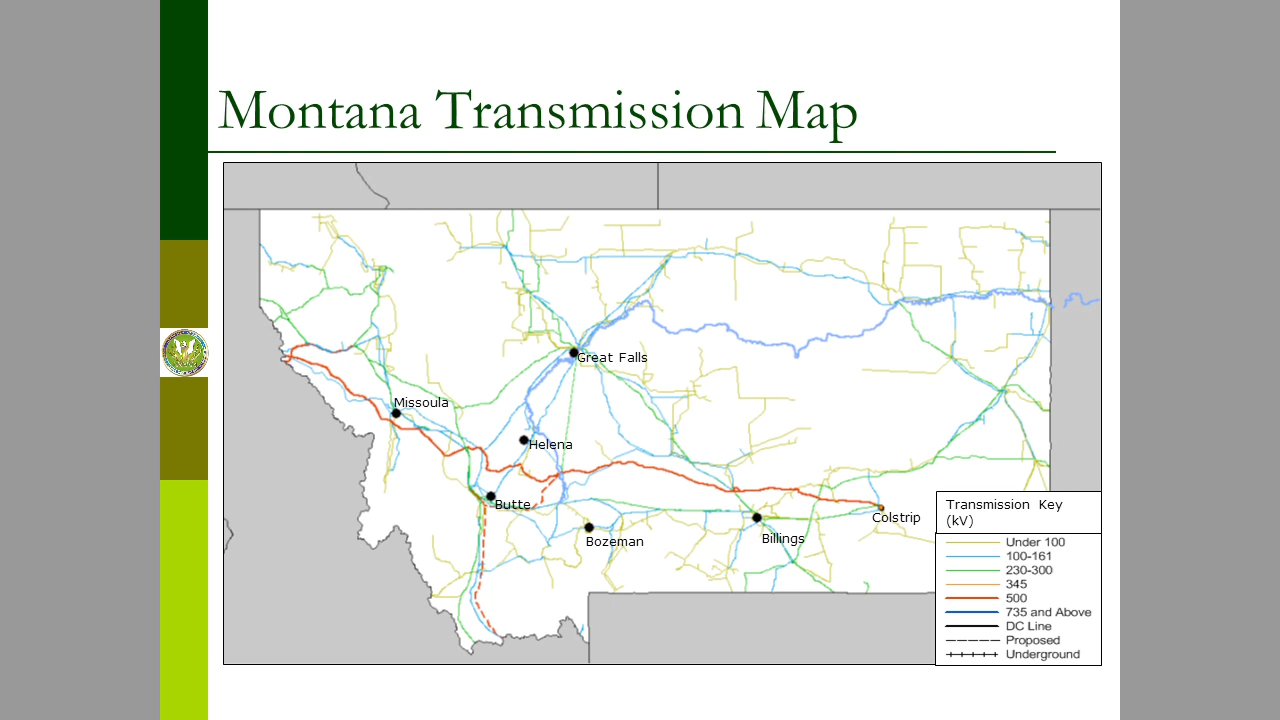 Montana Transmission Map
Great Falls
Missoula
Helena
Butte
Bozeman
Billings
Colstrip
Transmission Key
(kV)
Under 100
100-161
230-300
345
500
735 and Above
DC Line
Proposed
Underground